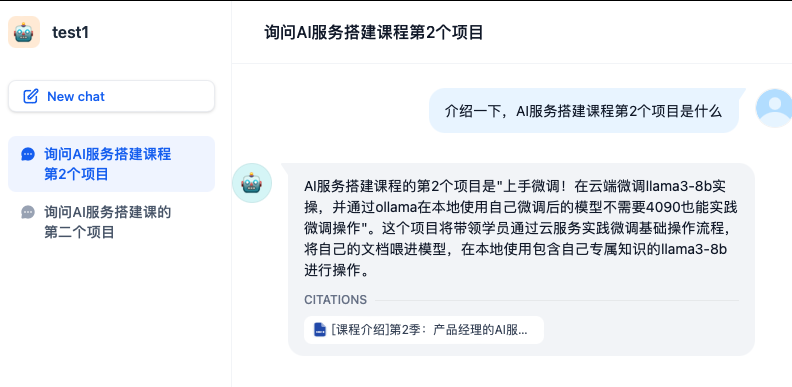 test1
New chat
询问AI服务搭建课程
第2个项目
询问AI服务搭建课的
第二个项目
询问AI服务搭建课程第2个项目
介绍一下，AI服务搭建课程第2个项目是什么
AI服务搭建课程的第2个项目是"上手微调！在云端微调llama3-8b实
操，并通过ollama在本地使用自己微调后的模型不需要4090也能实践
微调操作"。这个项目将带领学员通过云服务实践微调基础操作流程，
将自己的文档喂进模型，在本地使用包含自己专属知识的llama3-8b
进行操作。
CITATIONS
[课程介绍]第2季：产品经理的AI服...